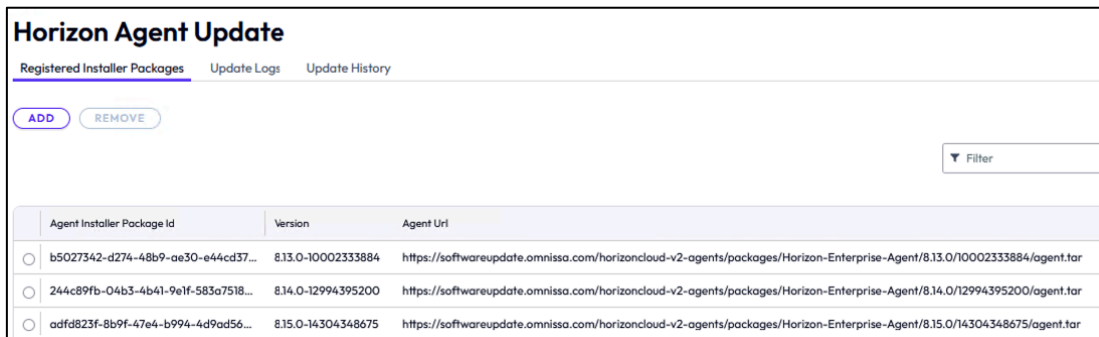 Horizon Agent Update
Registered Installer Packages Update Logs Update History
ADD REMOVE
Filter
Agent Installer Package Id Version Agent Url
b5027342-d274-48b9-ae30-e44cd37... 8.13.0-10002333884 https://softwareupdate.omnissa.com/horizoncloud-v2-agents/packages/Horizon-Enterprise-Agent/8.13.0/10002333884/agent.tar
244c89fb-04b3-4b41-9e1f-583a7518... 8.14.0-12994395200 https://softwareupdate.omnissa.com/horizoncloud-v2-agents/packages/Horizon-Enterprise-Agent/8.14.0/12994395200/agent.tar
adfd823f-8b9f-47e4-b994-4d9ad56... 8.15.0-14304348675 https://softwareupdate.omnissa.com/horizoncloud-v2-agents/packages/Horizon-Enterprise-Agent/8.15.0/14304348675/agent.tar